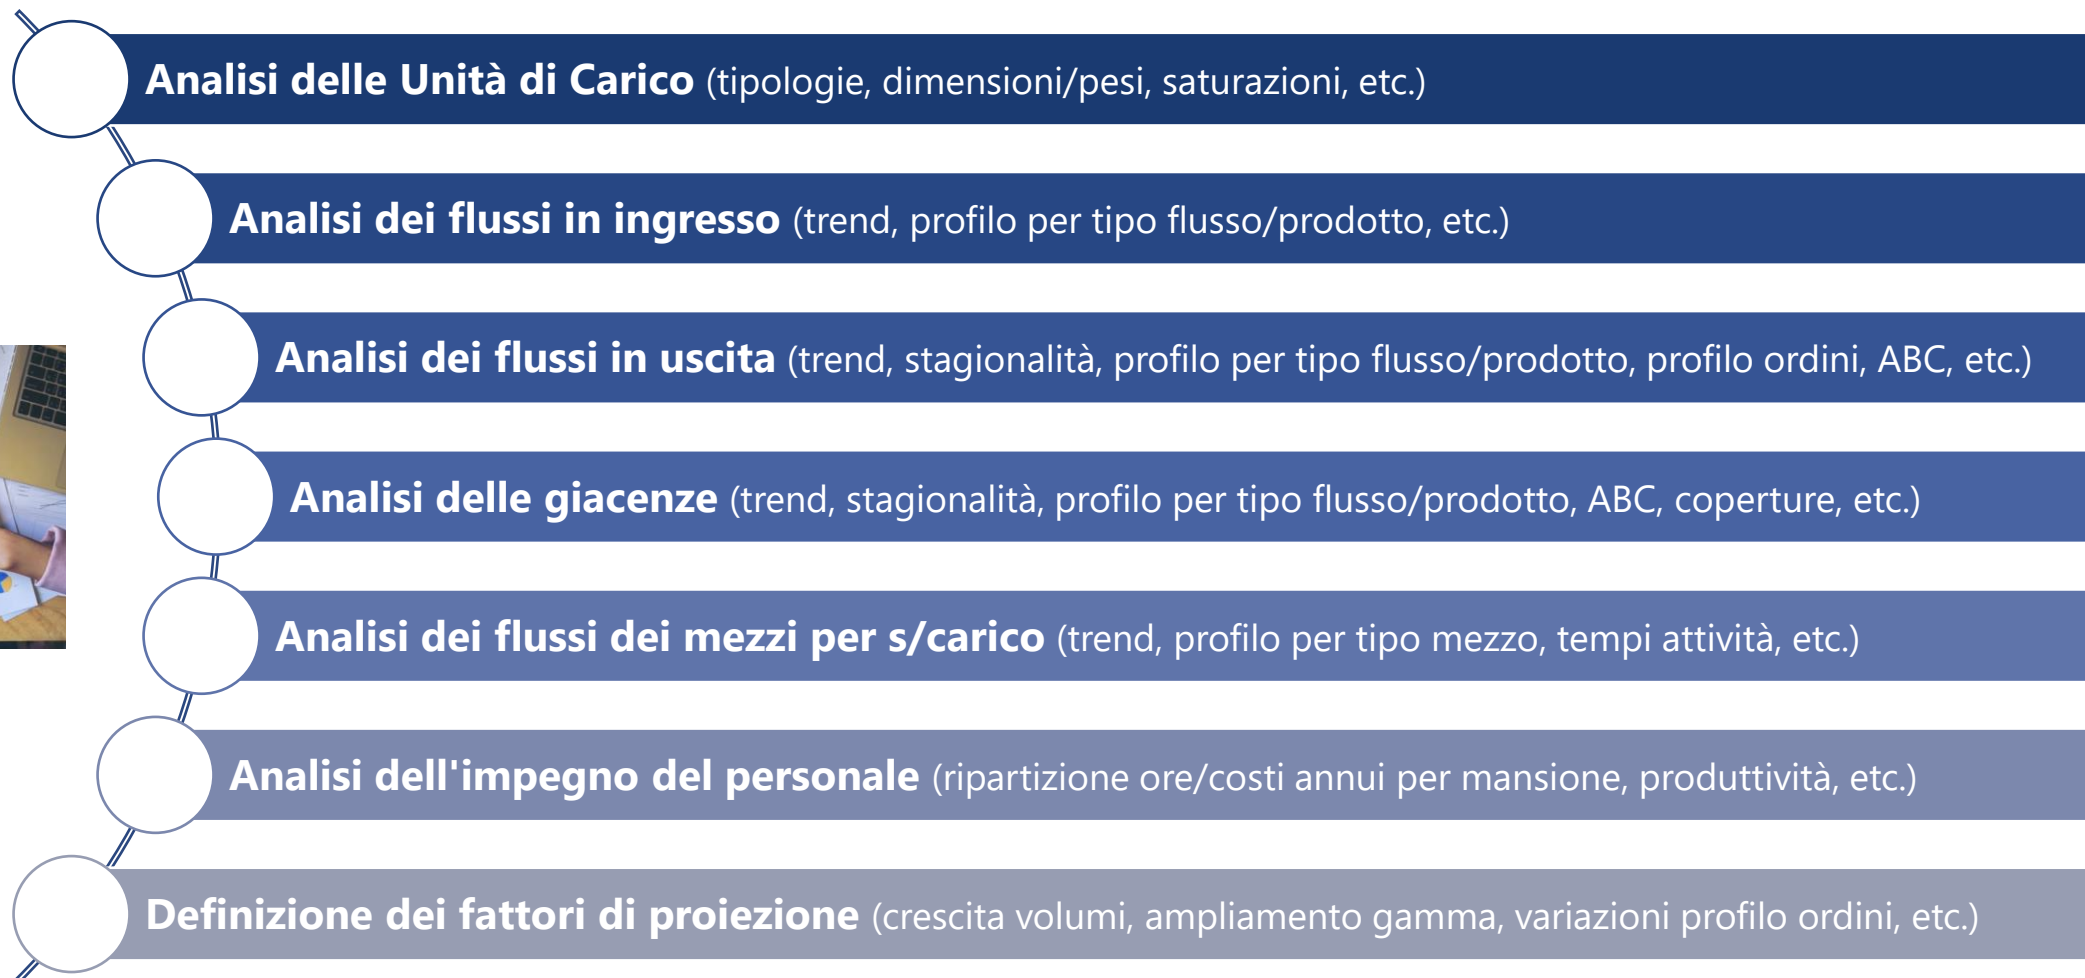 Analisi delle Unità di Carico (tipologie, dimensioni/pesi, saturazioni, etc.)
Analisi dei flussi in ingresso (trend, profilo per tipo flusso/prodotto, etc.)
Analisi dei flussi in uscita (trend, stagionalità, profilo per tipo flusso/prodotto, profilo ordini, ABC, etc.)
Analisi delle giacenze (trend, stagionalità, profilo per tipo flusso/prodotto, ABC, coperture, etc.)
Analisi dei flussi dei mezzi per s/carico (trend, profilo per tipo mezzo, tempi attività, etc.)
Analisi dell'impegno del personale (ripartizione ore/costi annui per mansione, produttività, etc.)
Definizione dei fattori di proiezione (crescita volumi, ampliamento gamma, variazioni profilo ordini, etc.)